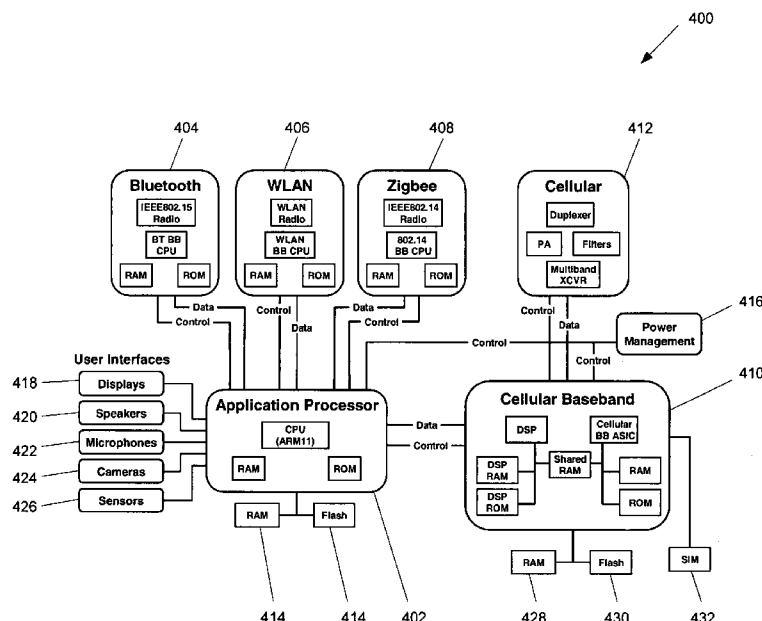 400
404
406
408
412
Bluetooth
IEEE802.15
Radio
BT BB
CPU
RAM
ROM
WLAN
WLAN
Radio
WLAN
BB CPU
RAM
ROM
Zigbee
IEEE802.14
Radio
802.14
BB CPU
RAM
ROM
Cellular
Duplexer
PA
Filters
Multiband
XCVR
Data
Control
Control
Data
Data
Control
Control
Data
416
Power
Management
Control
Control
User Interfaces
418
Displays
420
Speakers
422
Microphones
424
Cameras
426
Sensors
Application Processor
CPU
(ARM11)
RAM
ROM
Data
Control
410
Cellular Baseband
DSP
Cellular
BB ASIC
DSP
RAM
Shared
RAM
RAM
DSP
ROM
ROM
RAM
Flash
RAM
Flash
SIM
414
414
402
428
430
432